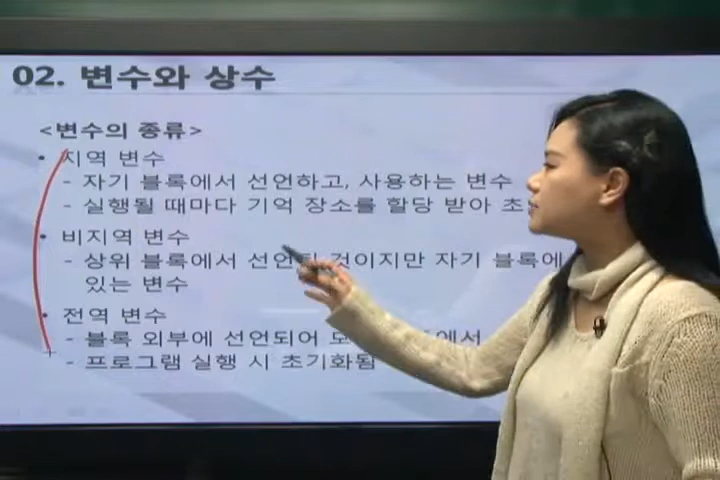 02. 변수와 상수
<변수의 종류>
• 지역 변수
- 자기 블록에서 선언하고, 사용하는 변수
- 실행될 때마다 기억 장소를 할당 받아
• 비지역 변수
- 상위 블록에서 선언된 것이지만 자기 블록에
있는 변수
• 전역 변수
- 블록 외부에 선언되어
- 프로그램 실행 시 초기화됨